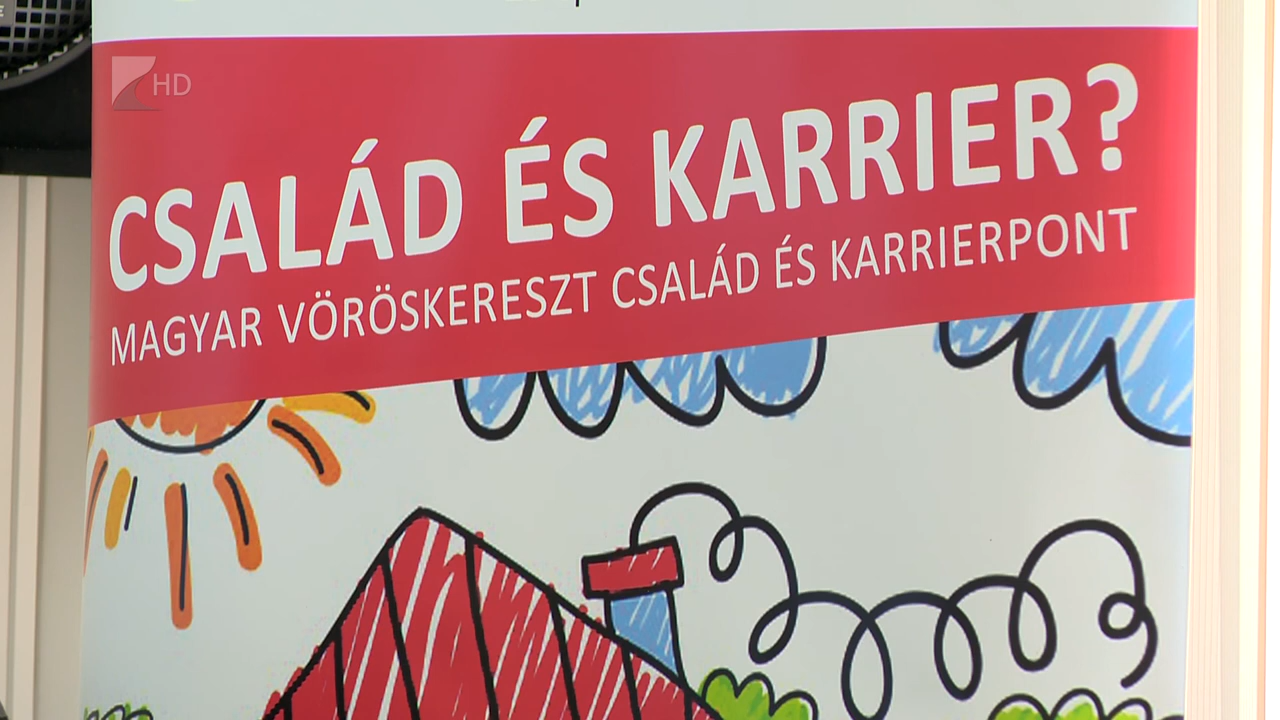 HD
CSALÁD ÉS KARRIER?
MAGYAR VÖRÖSKERESZT CSALÁD ÉS KARRIERPONT